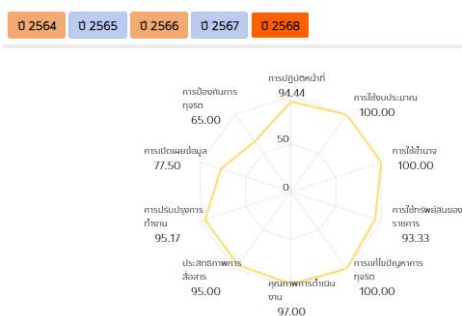 ปี 2564 ปี 2565 ปี 2566 ปี 2567 ปี 2568
การปฏิบัติหน้าที่
94.44
การใช้งบประมาณ
100.00
การใช้อำนาจ
100.00
การใช้ทรัพย์สินของ
ราชการ
93.33
การแก้ไขปัญหาการ
ทุจริต
100.00
คุณภาพการดำเนิน
งาน
97.00
ประสิทธิภาพการ
สื่อสาร
95.00
การปรับปรุงการ
ทำงาน
95.17
การเปิดเผยข้อมูล
77.50
การป้องกันการ
ทุจริต
65.00
50
0